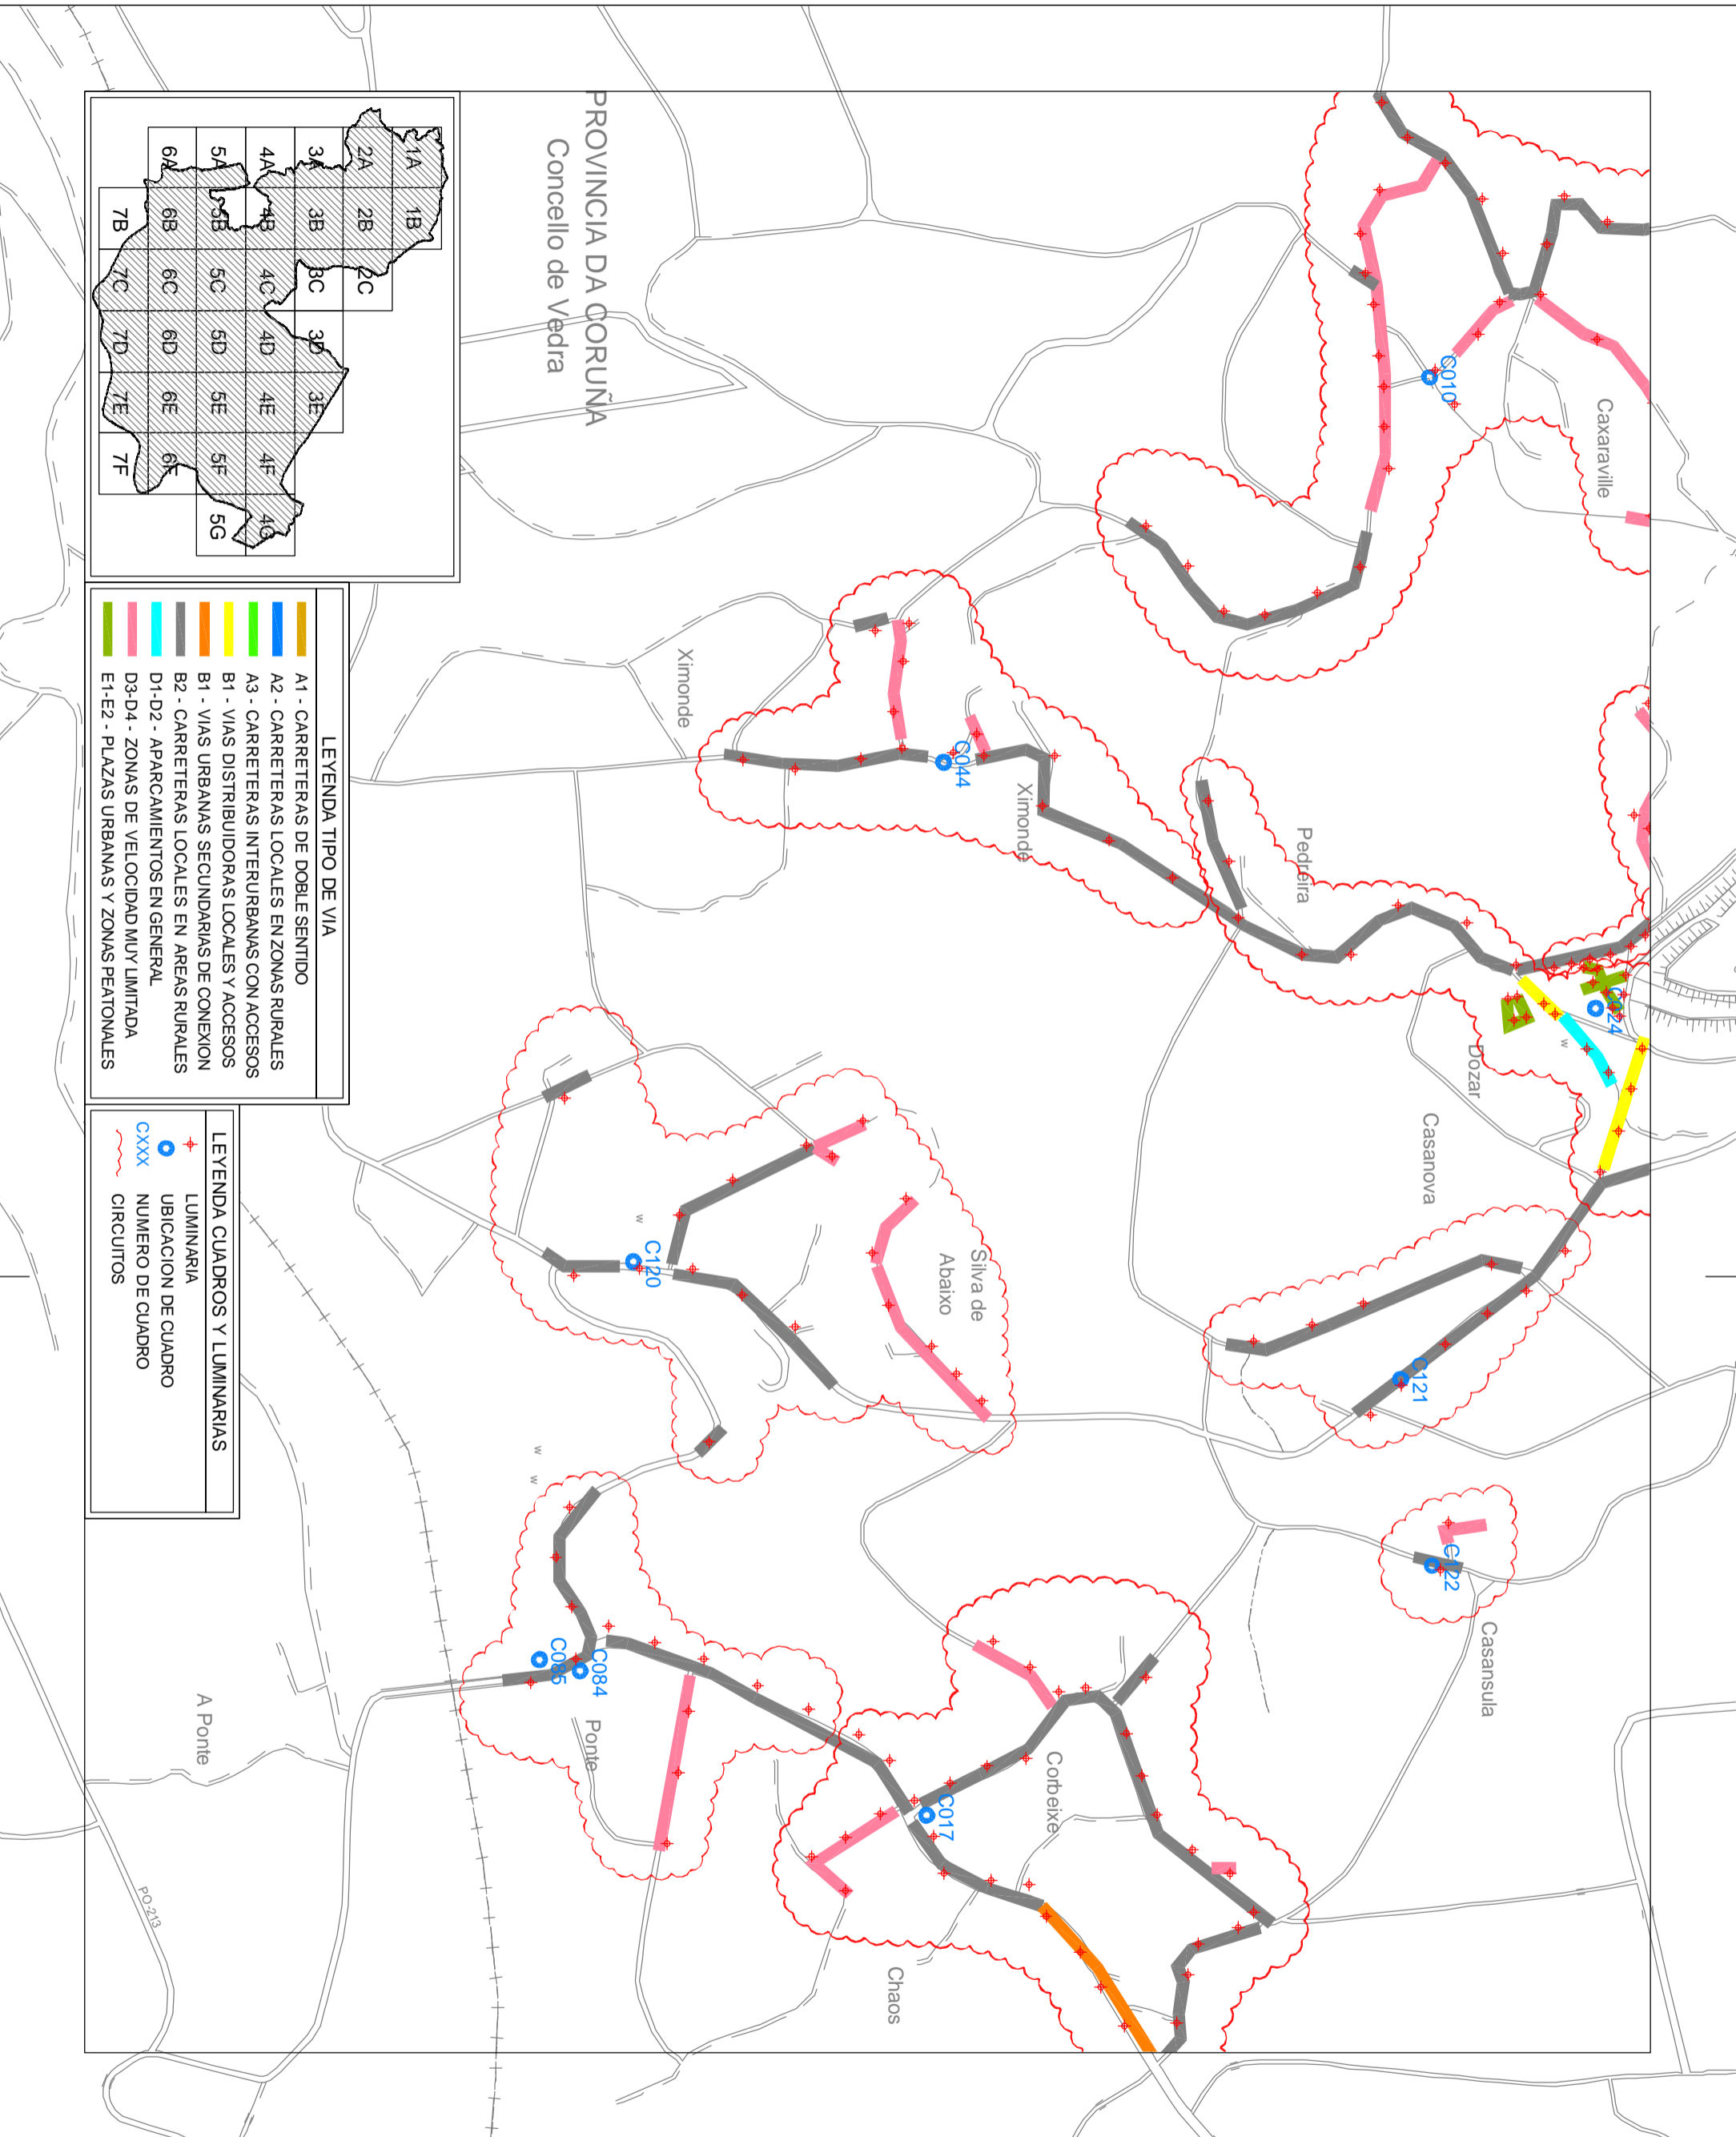 PROVINCIA DA CORUÑA
Concello de Vedra
Caxaraville
C010
Ximonde
C044
Ximonde
Pedreira
C024
Dozar
w
Casanova
C121
C122
Casansula
Silva de
Abaixo
C120
w
w
w
C085
C084
Ponte
A Ponte
PO-213
C017
Corbeixe
Chaos
1A
1B
2A
2B
2C
3A
3B
3C
3D
3E
4A
4B
4C
4D
4E
4F
4G
5A
5B
5C
5D
5E
5F
5G
6A
6B
6C
6D
6E
6F
7B
7C
7D
7E
7F
LEYENDA TIPO DE VIA
A1 - CARRETERAS DE DOBLE SENTIDO
A2 - CARRETERAS LOCALES EN ZONAS RURALES
A3 - CARRETERAS INTERURBANAS CON ACCESOS
B1 - VIAS DISTRIBUIDORAS LOCALES Y ACCESOS
B1 - VIAS URBANAS SECUNDARIAS DE CONEXION
B2 - CARRETERAS LOCALES EN AREAS RURALES
D1-D2 - APARCAMIENTOS EN GENERAL
D3-D4 - ZONAS DE VELOCIDAD MUY LIMITADA
E1-E2 - PLAZAS URBANAS Y ZONAS PEATONALES
LEYENDA CUADROS Y LUMINARIAS
LUMINARIA
UBICACION DE CUADRO
CXXX NUMERO DE CUADRO
CIRCUITOS